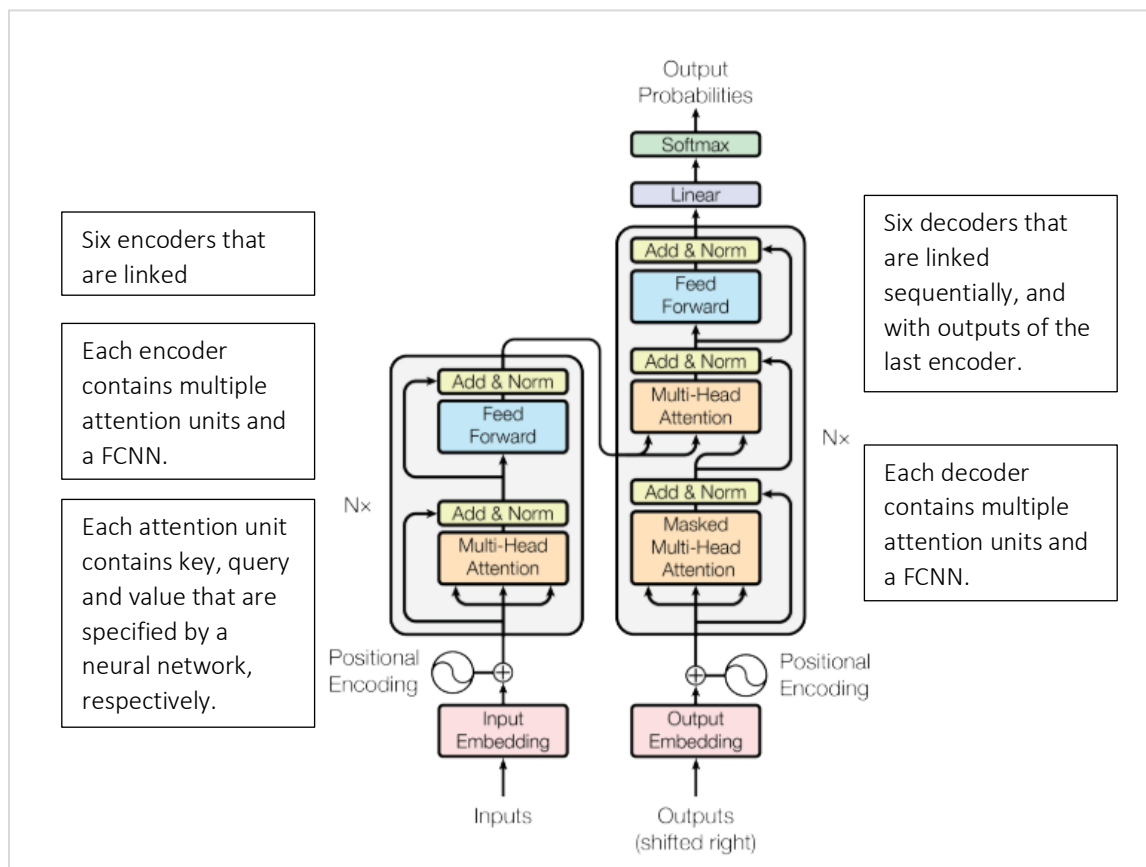 Output
Probabilities
Softmax
Linear
Six encoders that
are linked
Each encoder
contains multiple
attention units and
a FCNN.
Each attention unit
contains key, query
and value that are
specified by a
neural network,
respectively.
Nx
Add & Norm
Feed
Forward
Add & Norm
Multi-Head
Attention
Positional
Encoding
Input
Embedding
Inputs
Add & Norm
Feed
Forward
Add & Norm
Multi-Head
Attention
Add & Norm
Masked
Multi-Head
Attention
Nx
Positional
Encoding
Output
Embedding
Outputs
(shifted right)
Six decoders that
are linked
sequentially, and
with outputs of the
last encoder.
Each decoder
contains multiple
attention units and
a FCNN.